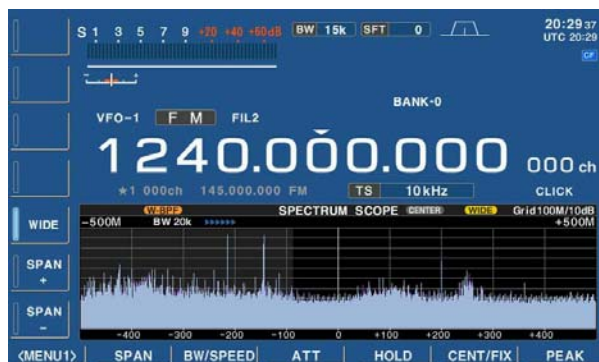 S 1 3 5 7 9 +20 +40 +60dB BW 15k SFT 0 20:29 37
UTC 20:29
CF
BANK-0
VFO-1 FM FIL2
1240.000.000 000 ch
★1 000ch 145.000.000 FM TS 10kHz CLICK
WIDE W-BPF SPECTRUM SCOPE CENTER WIDE Grid100M/10dB
-500M BW 20k »»»» +500M
SPAN
+
SPAN
-
-400 -300 -200 -100 0 +100 +200 +300 +400
<MENU1> SPAN BW/SPEED ATT HOLD CENT/FIX PEAK